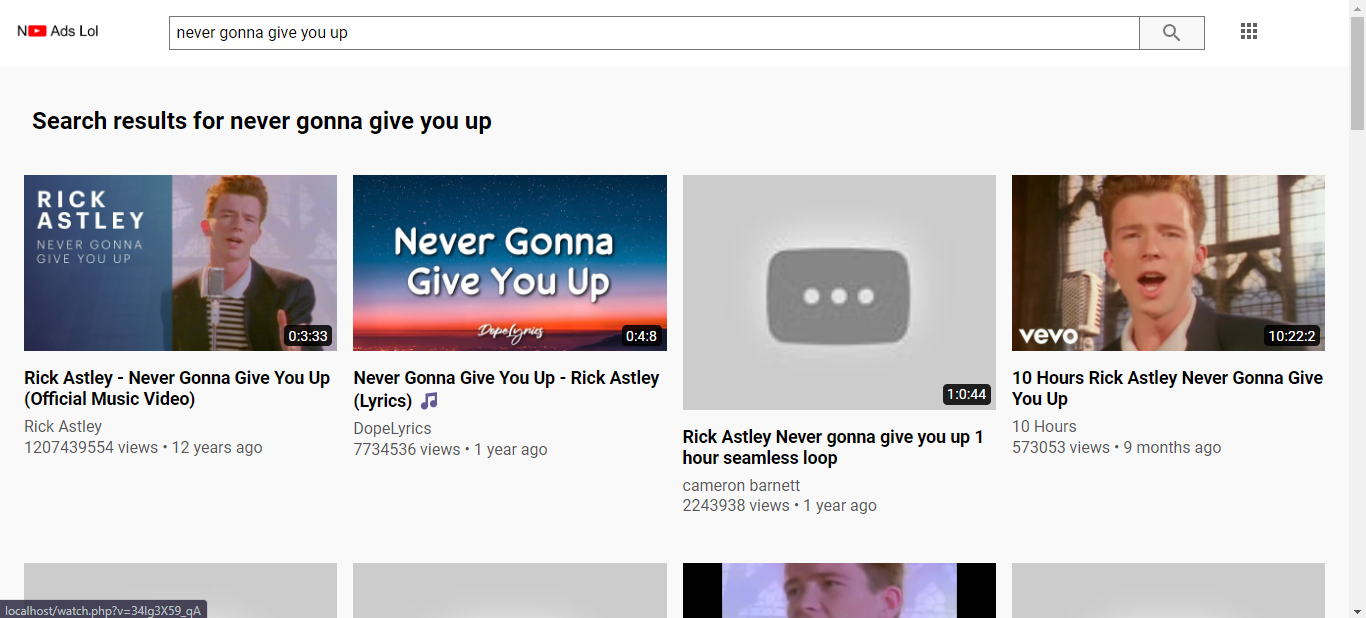 N Ads Lol
never gonna give you up
Search results for never gonna give you up
RICK
ASTLEY
NEVER GONNA
GIVE YOU UP
0:3:33
Rick Astley - Never Gonna Give You Up
(Official Music Video)
Rick Astley
1207439554 views • 12 years ago
Never Gonna
Give You Up
DopeLyrics
0:4:8
Never Gonna Give You Up - Rick Astley
(Lyrics) 🎵
DopeLyrics
7734536 views • 1 year ago
1:0:44
Rick Astley Never gonna give you up 1
hour seamless loop
cameron barnett
2243938 views • 1 year ago
vevo
10:22:2
10 Hours Rick Astley Never Gonna Give
You Up
10 Hours
573053 views • 9 months ago
localhost/watch.php?v=34Ig3X59_qA